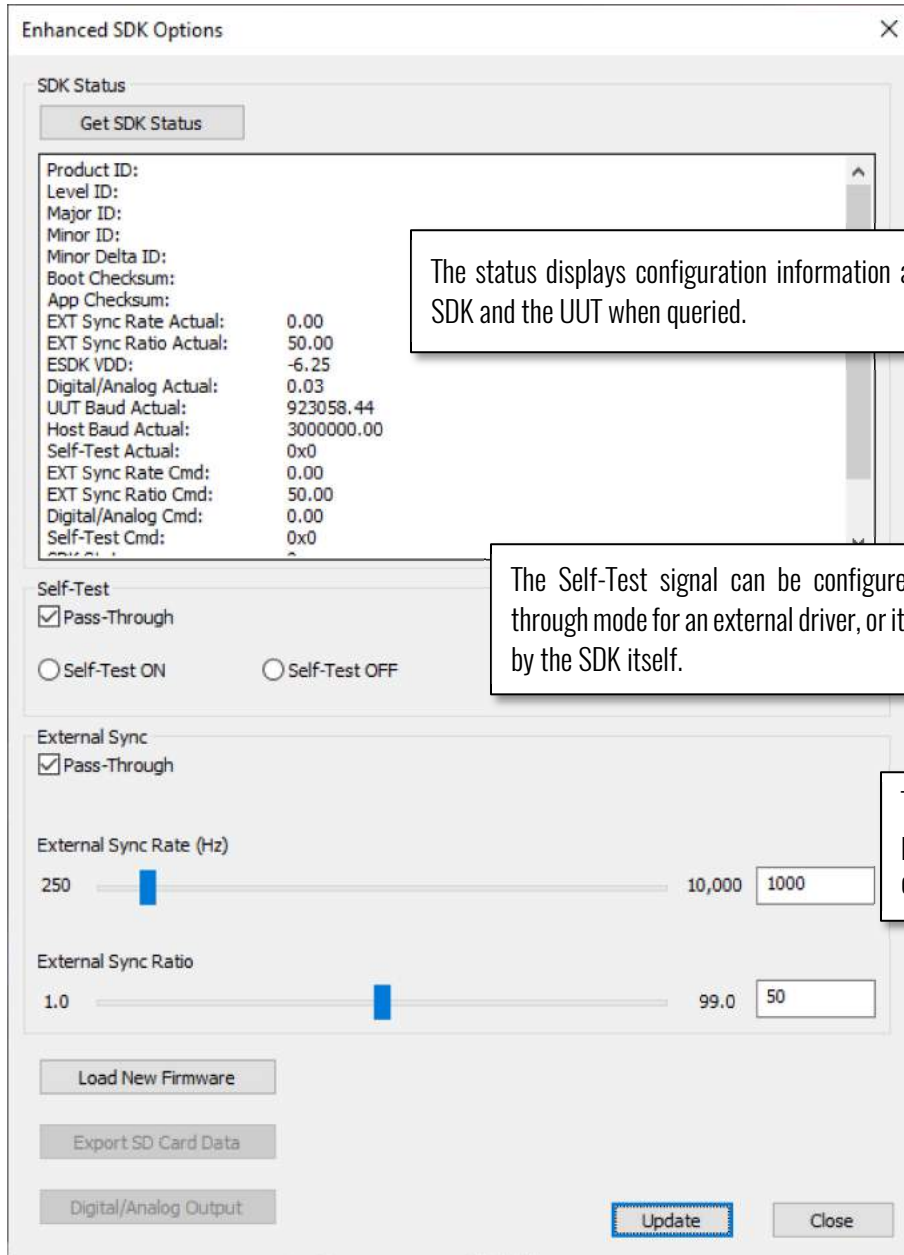 Enhanced SDK Options
SDK Status
Get SDK Status
Product ID:
Level ID:
Major ID:
Minor ID:
Minor Delta ID:
Boot Checksum:
App Checksum:
EXT Sync Rate Actual: 0.00
EXT Sync Ratio Actual: 50.00
ESDK VDD: -6.25
Digital/Analog Actual: 0.03
UUT Baud Actual: 923058.44
Host Baud Actual: 3000000.00
Self-Test Actual: 0x0
EXT Sync Rate Cmd: 0.00
EXT Sync Ratio Cmd: 50.00
Digital/Analog Cmd: 0.00
Self-Test Cmd: 0x0
The status displays configuration information
SDK and the UUT when queried.
Self-Test
Pass-Through
Self-Test ON Self-Test OFF
The Self-Test signal can be configure
through mode for an external driver, or it
by the SDK itself.
External Sync
Pass-Through
External Sync Rate (Hz)
250 10,000 1000
External Sync Ratio
1.0 99.0 50
Load New Firmware
Export SD Card Data
Digital/Analog Output
Update Close